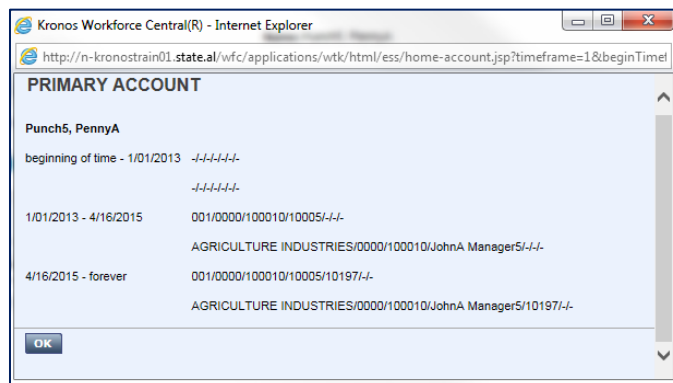 Kronos Workforce Central(R) - Internet Explorer
http://n-kronostrain01.state.al/wfc/applications/wtk/html/ess/home-account.jsp?timeframe=1&beginTimef
PRIMARY ACCOUNT
Punch5, PennyA
beginning of time - 1/01/2013 -/-/-/-/-/-/-
-/-/-/-/-/-/-
1/01/2013 - 4/16/2015 001/0000/100010/10005/-/-/-
AGRICULTURE INDUSTRIES/0000/100010/JohnA Manager5/-/-/-
4/16/2015 - forever 001/0000/100010/10005/10197/-/-
AGRICULTURE INDUSTRIES/0000/100010/JohnA Manager5/10197/-/-
OK